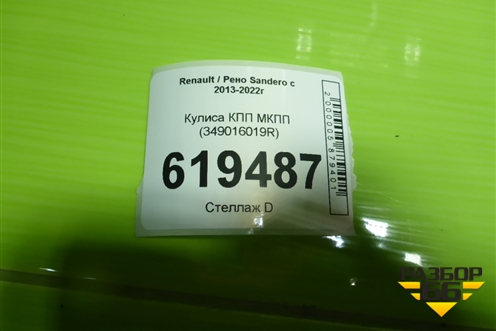 Renault / Рено Sandero с
2013-2022г
Кулиса КПП МКПП
(349016019R)
619487
Стеллаж D
2000005879401
РАЗБОР
66